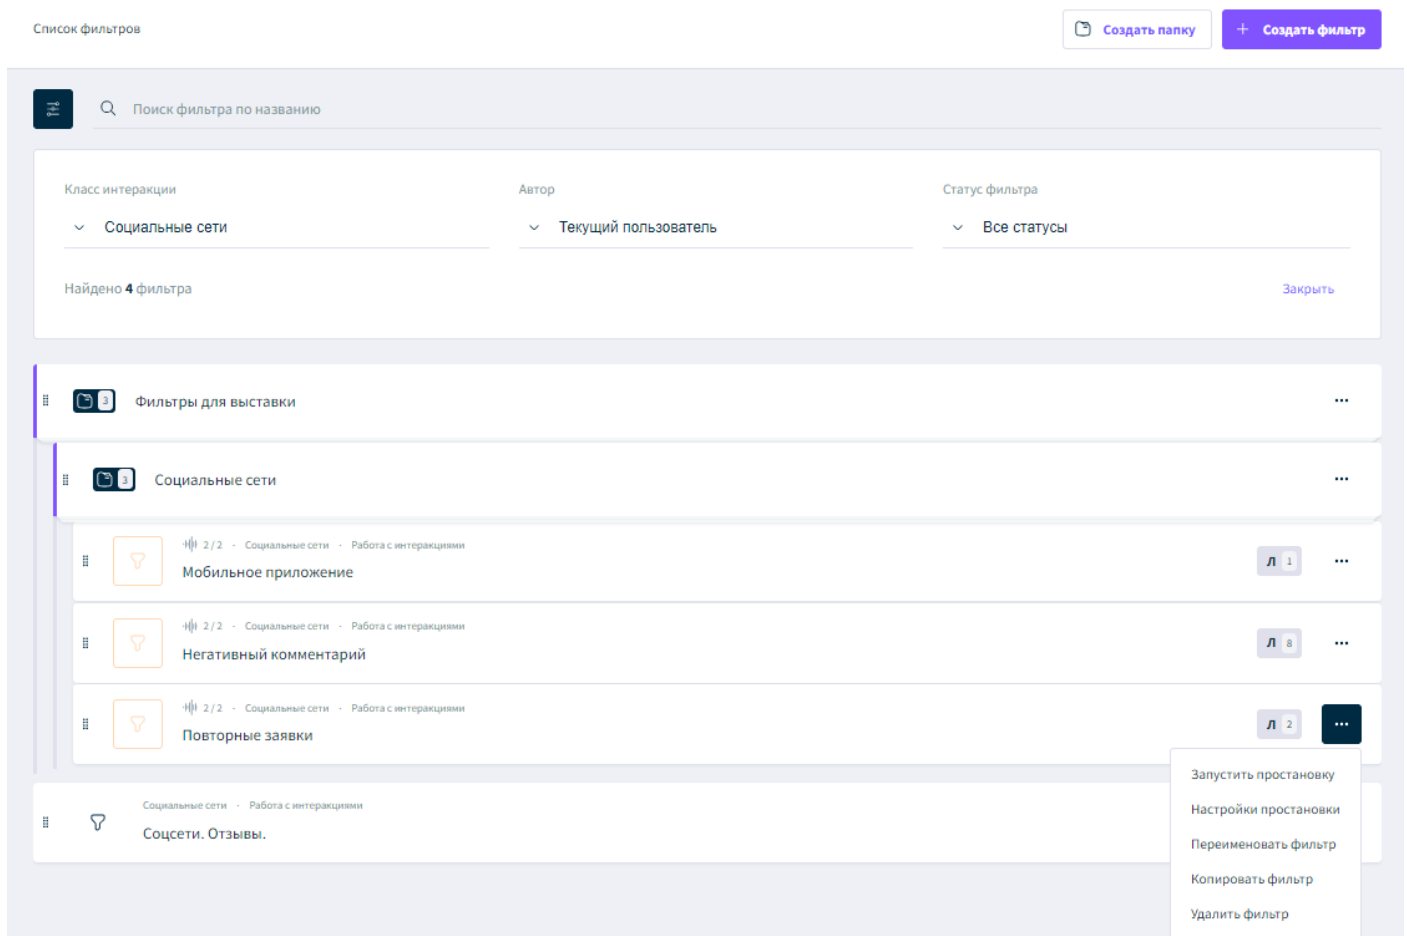 Список фильтров
Создать папку
Создать фильтр
Поиск фильтра по названию
Класс интеракции
Автор
Статус фильтра
Социальные сети
Текущий пользователь
Все статусы
Найдено 4 фильтра
Закрыть
3 Фильтры для выставки
3 Социальные сети
2 / 2 - Социальные сети - Работа с интеракциями
Мобильное приложение
Л 1
2 / 2 - Социальные сети - Работа с интеракциями
Негативный комментарий
Л 8
2 / 2 - Социальные сети - Работа с интеракциями
Повторные заявки
Л 2
Запустить простановку
Настройки простановки
Переименовать фильтр
Копировать фильтр
Удалить фильтр
Социальные сети - Работа с интеракциями
Соцсети. Отзывы.